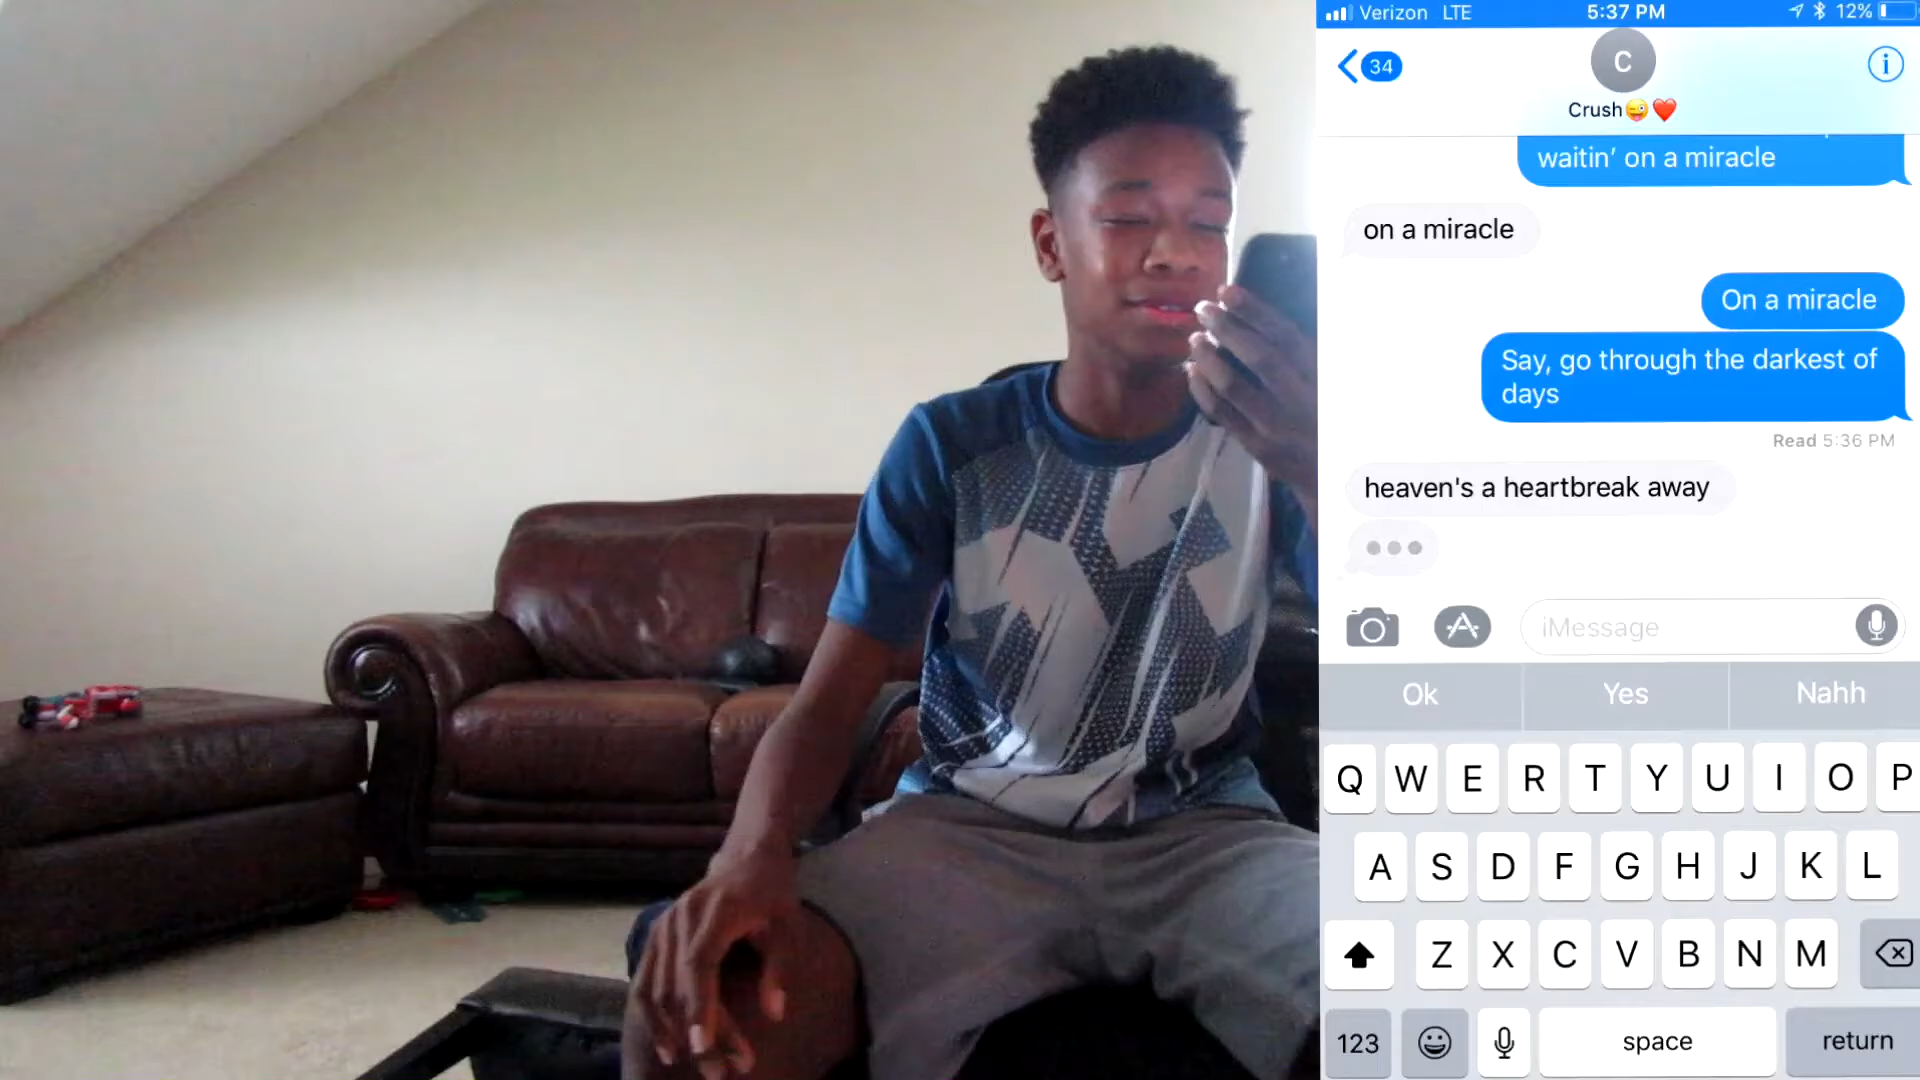 Verizon LTE 5:37 PM 12%
34
C
i
Crush😜❤️
waitin’ on a miracle
on a miracle
On a miracle
Say, go through the darkest of
days
Read 5:36 PM
heaven's a heartbreak away
iMessage
Ok Yes Nahh
Q W E R T Y U I O P
A S D F G H J K L
Z X C V B N M
123 space return